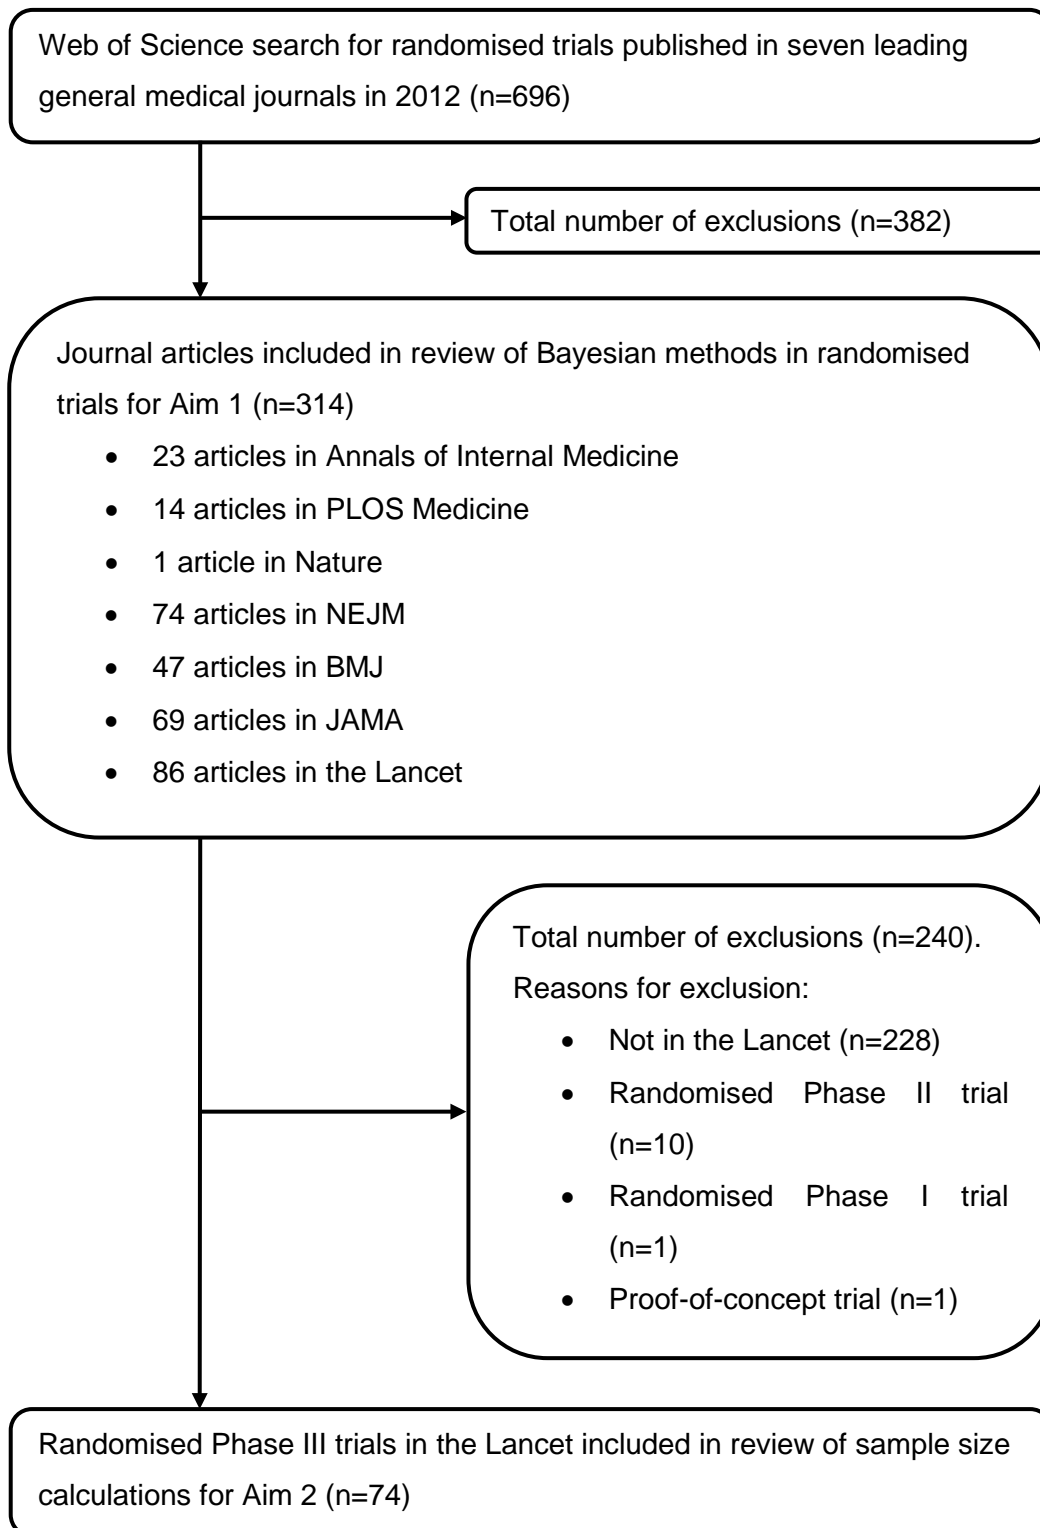 Web of Science search for randomised trials published in seven leading
general medical journals in 2012 (n=696)
Total number of exclusions (n=382)
Journal articles included in review of Bayesian methods in randomised
trials for Aim 1 (n=314)
• 23 articles in Annals of Internal Medicine
• 14 articles in PLOS Medicine
• 1 article in Nature
• 74 articles in NEJM
• 47 articles in BMJ
• 69 articles in JAMA
• 86 articles in the Lancet
Total number of exclusions (n=240).
Reasons for exclusion:
• Not in the Lancet (n=228)
• Randomised Phase II trial
(n=10)
• Randomised Phase I trial
(n=1)
• Proof-of-concept trial (n=1)
Randomised Phase III trials in the Lancet included in review of sample size
calculations for Aim 2 (n=74)